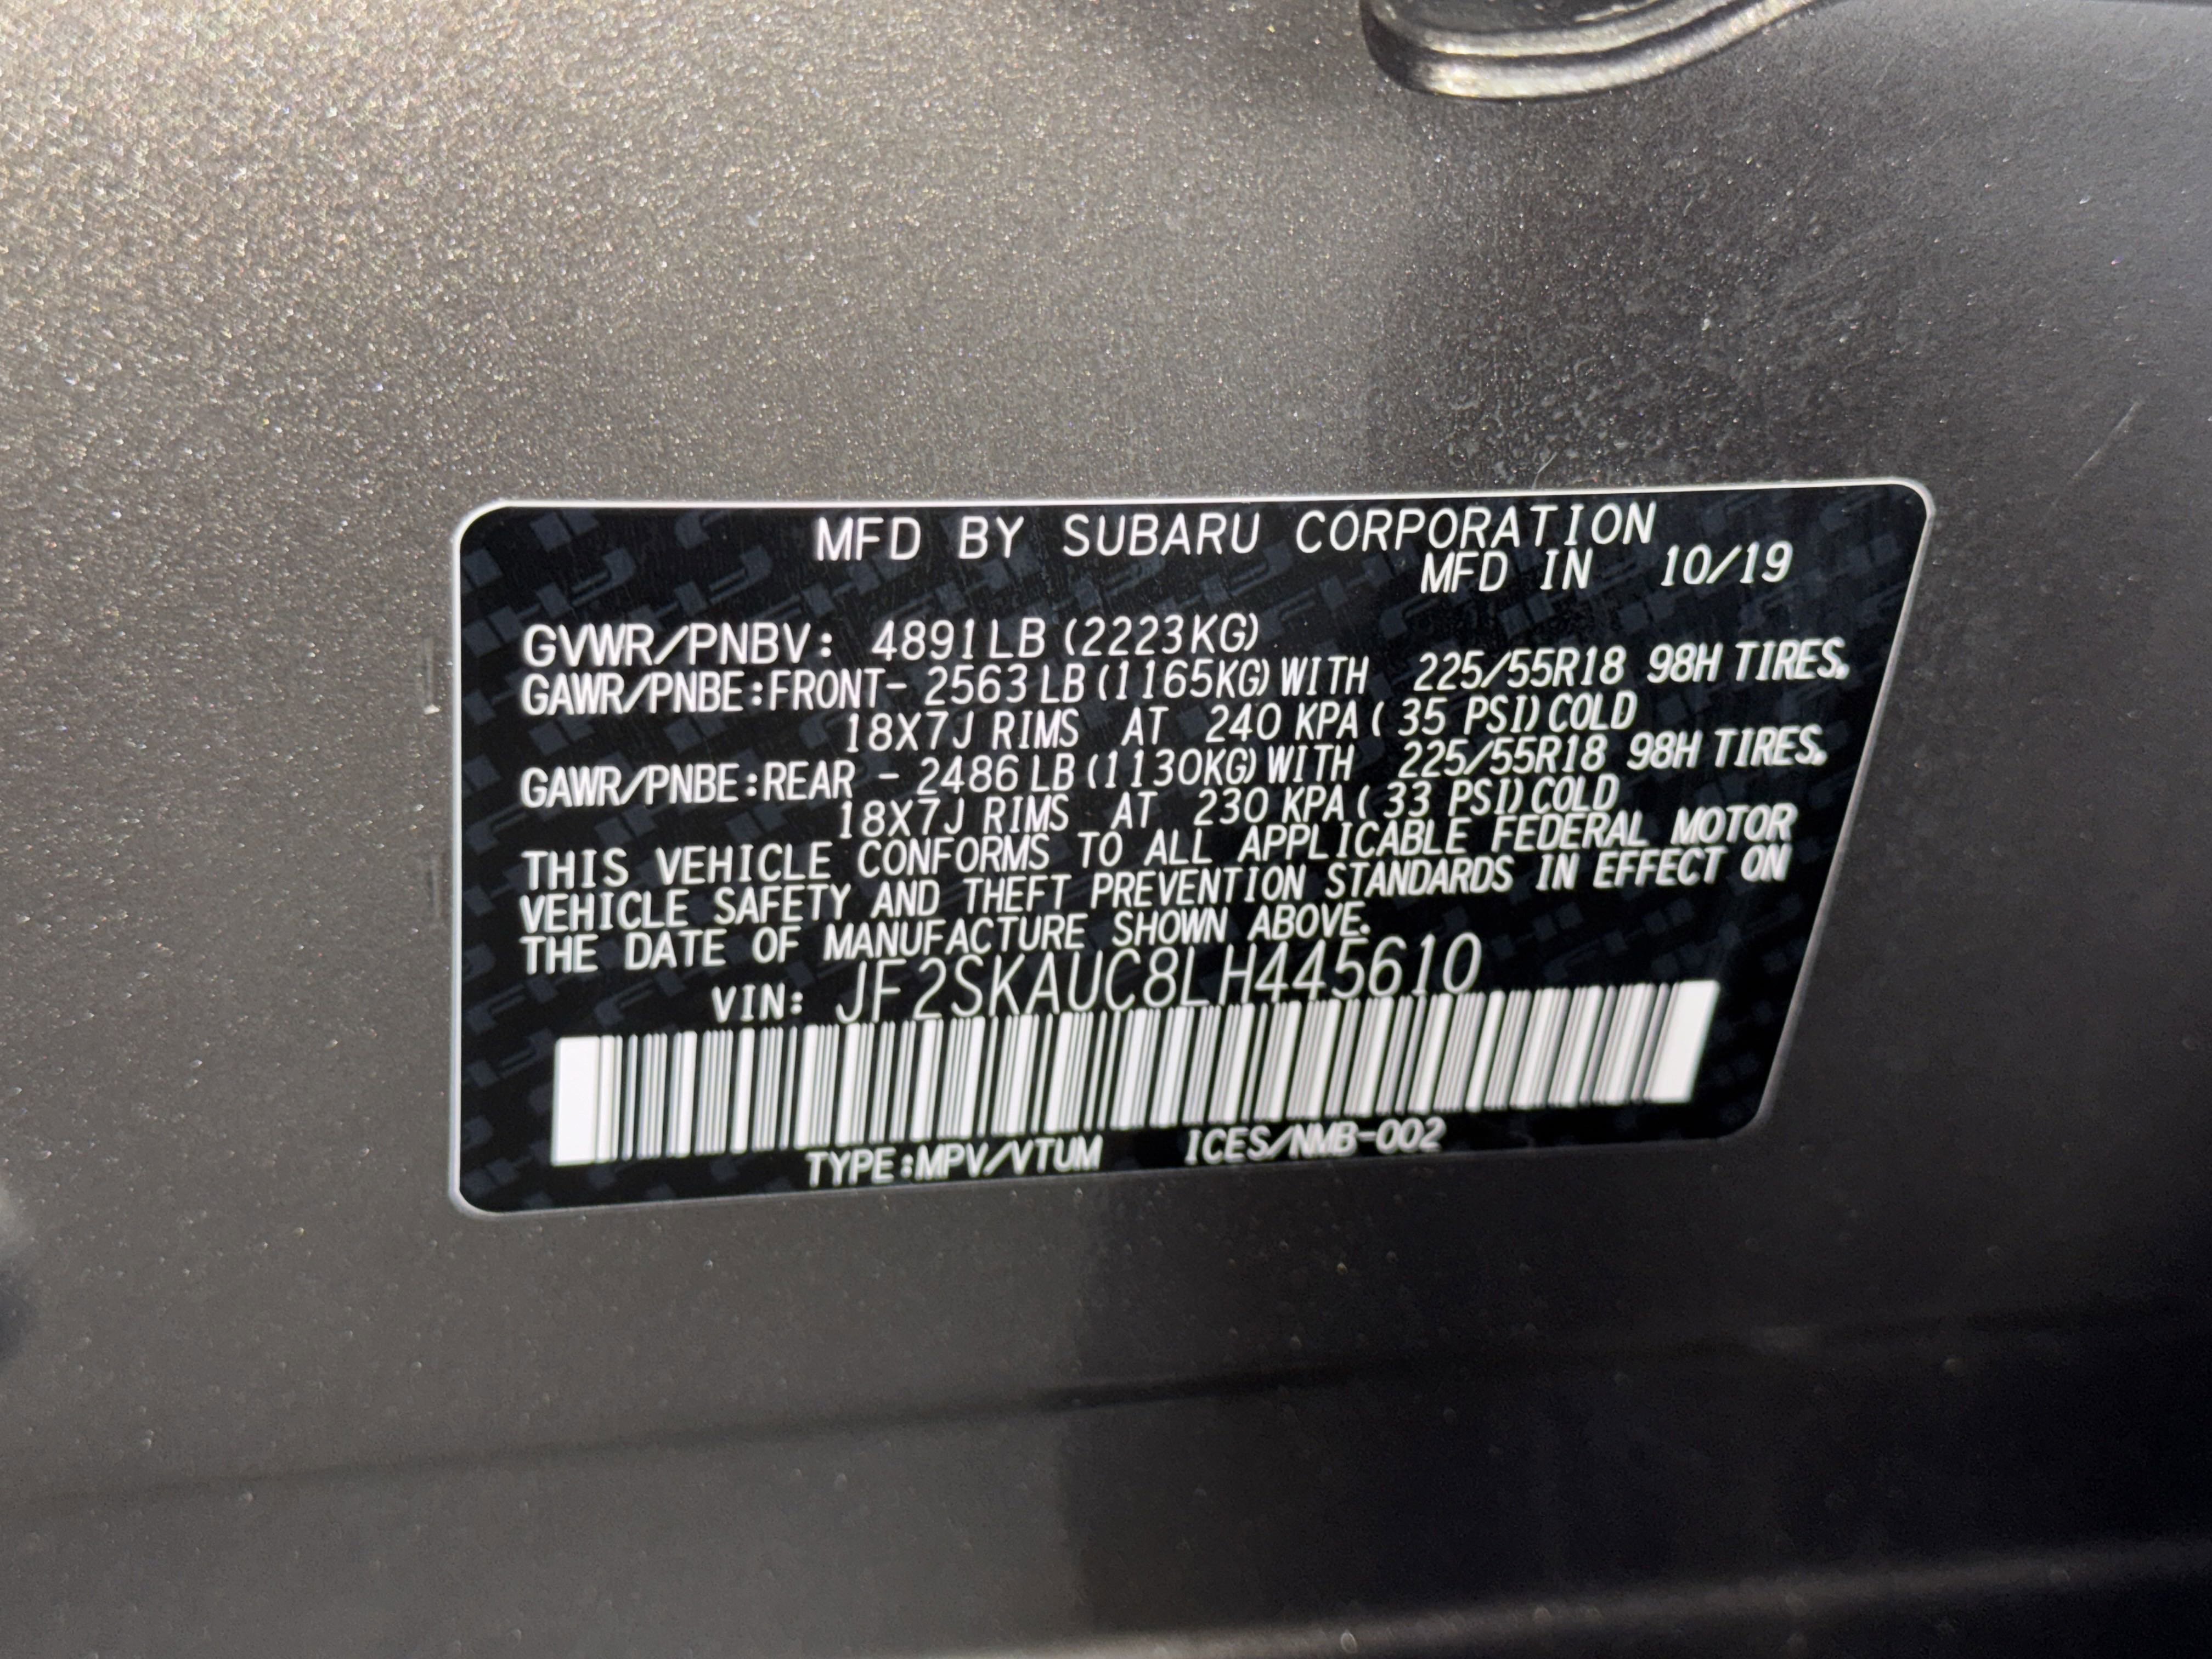 MFD BY SUBARU CORPORATION
MFD IN 10/19
GVWR/PNBV: 4891LB (2223KG)
GAWR/PNBE:FRONT- 2563 LB (1165KG) WITH 225/55R18 98H TIRES,
18X7J RIMS AT 240 KPA ( 35 PSI) COLD
GAWR/PNBE:REAR - 2486 LB (1130KG) WITH 225/55R18 98H TIRES,
18X7J RIMS AT 230 KPA ( 33 PSI) COLD
THIS VEHICLE CONFORMS TO ALL APPLICABLE FEDERAL MOTOR
VEHICLE SAFETY AND THEFT PREVENTION STANDARDS IN EFFECT ON
THE DATE OF MANUFACTURE SHOWN ABOVE.
VIN: JF2SKAUC8LH445610
TYPE:MPV/VTUM ICES/NMB-002